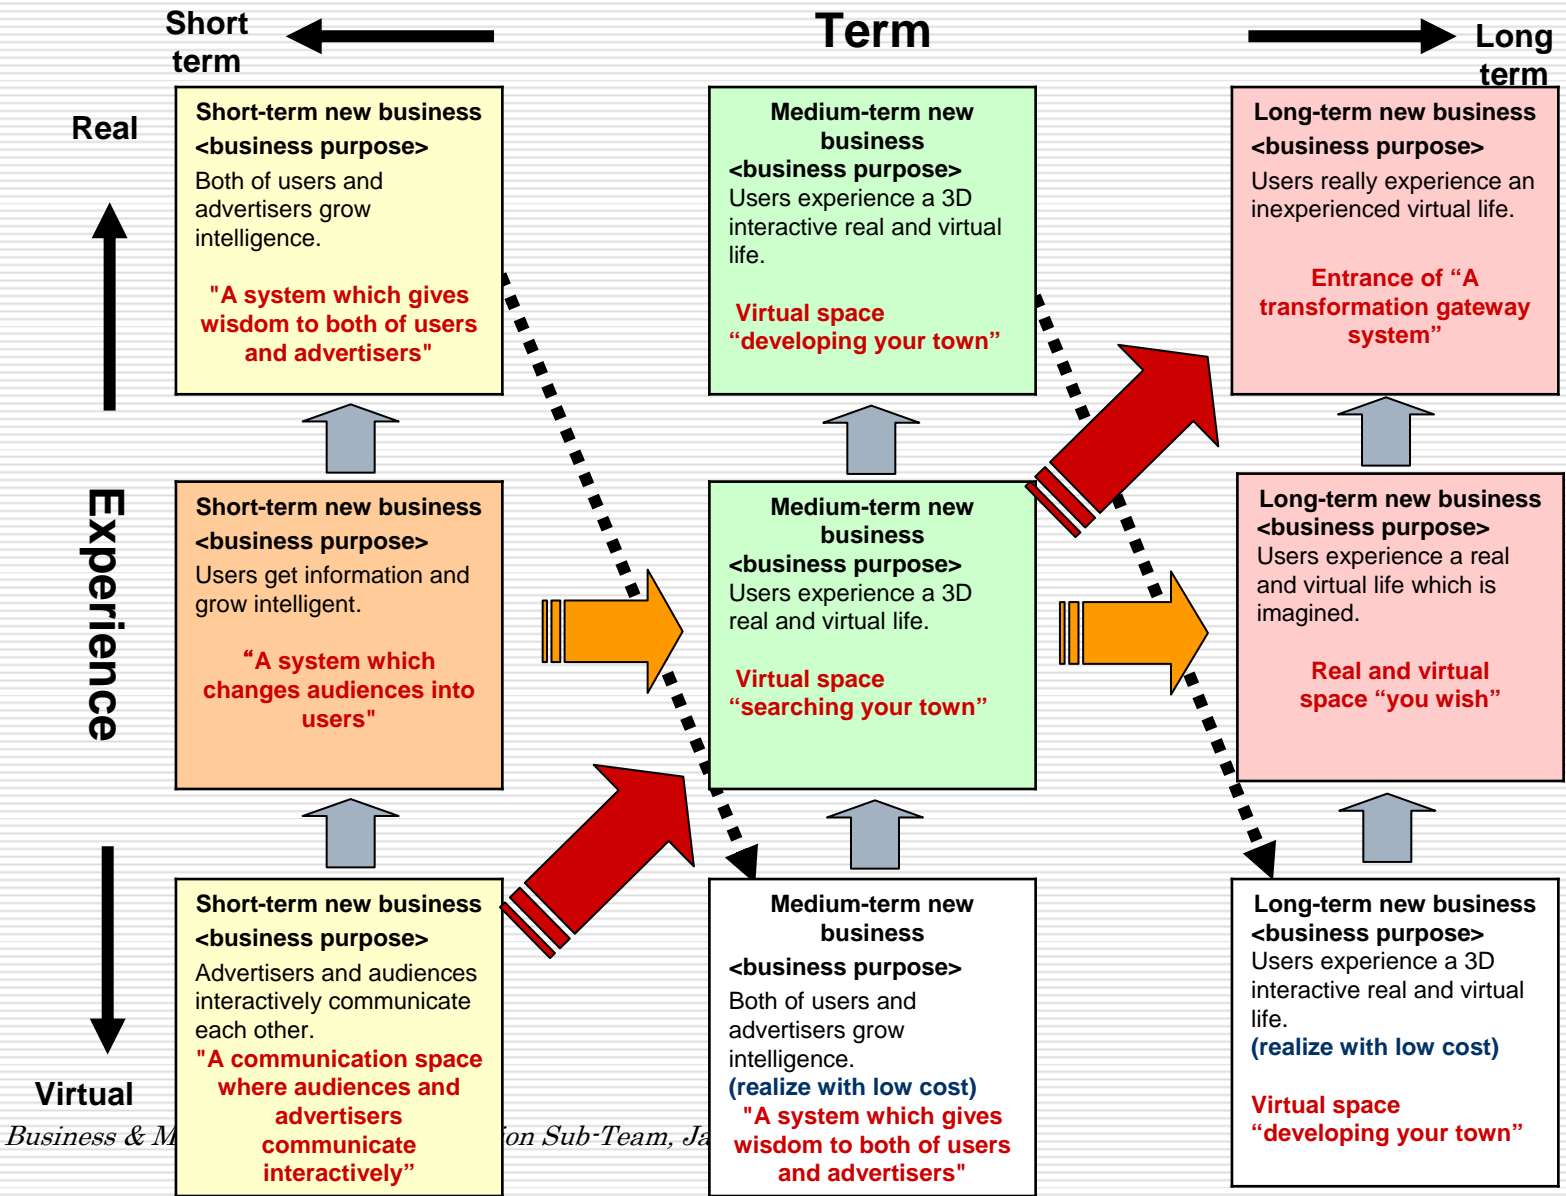 Short
term
Term
Long
term
Real
Experience
Virtual
Short-term new business
<business purpose>
Both of users and
advertisers grow
intelligence.
"A system which gives
wisdom to both of users
and advertisers"
Medium-term new
business
<business purpose>
Users experience a 3D
interactive real and virtual
life.
Virtual space
“developing your town”
Long-term new business
<business purpose>
Users really experience an
inexperienced virtual life.
Entrance of “A
transformation gateway
system”
Short-term new business
<business purpose>
Users get information and
grow intelligent.
“A system which
changes audiences into
users"
Medium-term new
business
<business purpose>
Users experience a 3D
real and virtual life.
Virtual space
“searching your town”
Long-term new business
<business purpose>
Users experience a real
and virtual life which is
imagined.
Real and virtual
space “you wish”
Short-term new business
<business purpose>
Advertisers and audiences
interactively communicate
each other.
"A communication space
where audiences and
advertisers
communicate
interactively”
Medium-term new
business
<business purpose>
Both of users and
advertisers grow
intelligence.
(realize with low cost)
"A system which gives
wisdom to both of users
and advertisers"
Long-term new business
<business purpose>
Users experience a 3D
interactive real and virtual
life.
(realize with low cost)
Virtual space
“developing your town”
Business & Sub-Team,